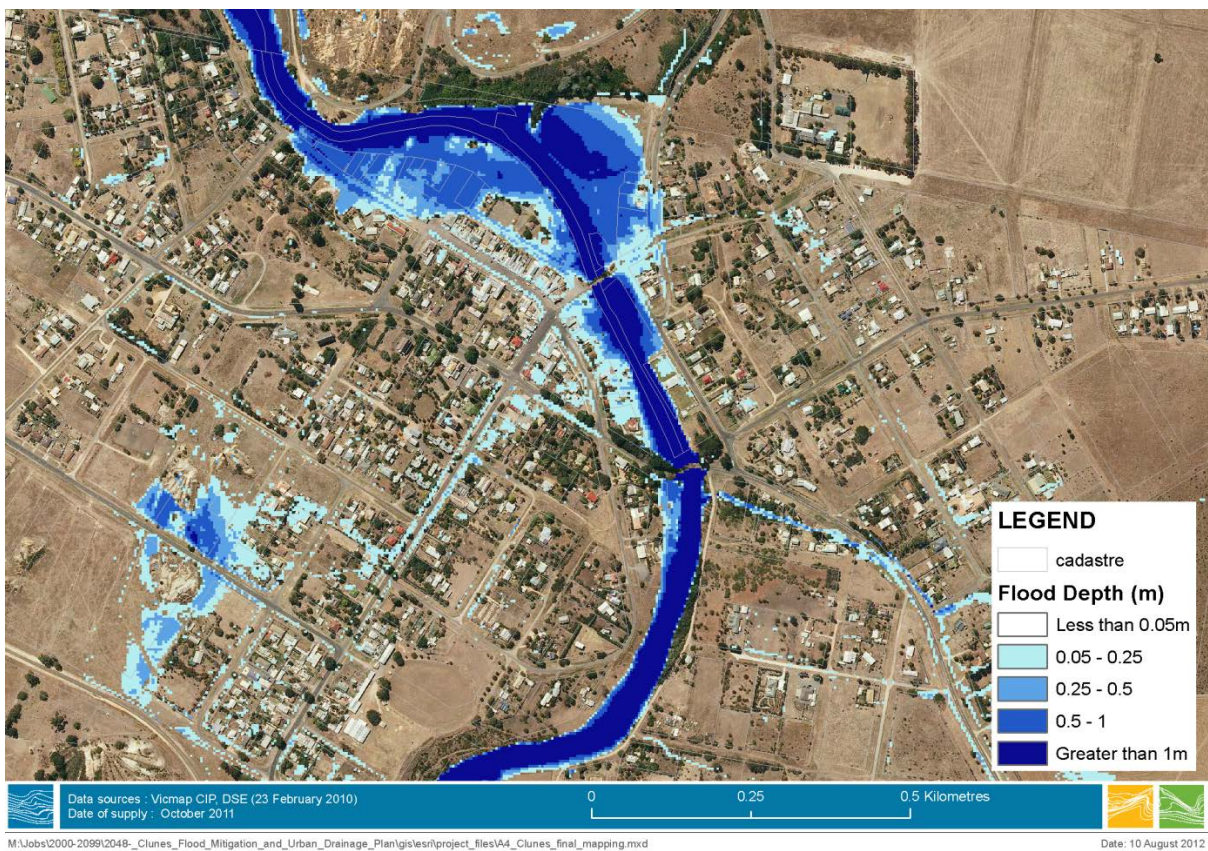 LEGEND
cadastre
Flood Depth (m)
Less than 0.05m
0.05 - 0.25
0.25 - 0.5
0.5 - 1
Greater than 1m
Data sources : Vicmap CIP, DSE (23 February 2010)
Date of supply : October 2011
0 0.25 0.5 Kilometres
M:\Jobs\2000-2099\2048-_Clunes_Flood_Mitigation_and_Urban_Drainage_Plan\gis\esri\project_files\A4_Clunes_final_mapping.mxd
Date: 10 August 2012